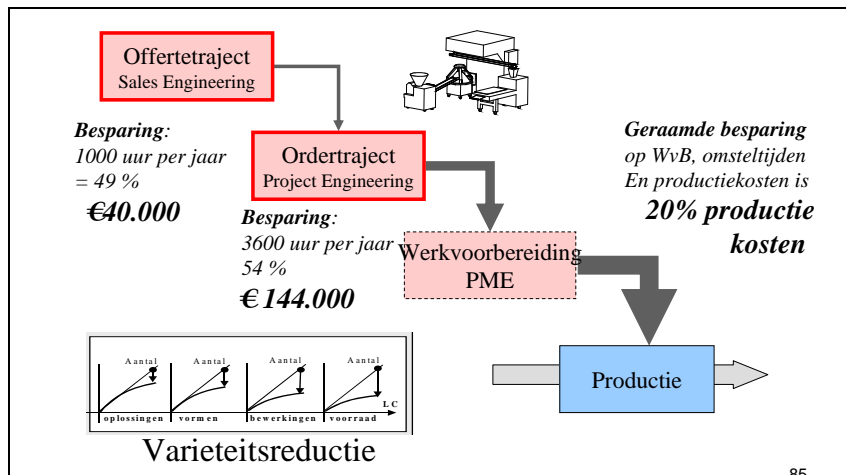 Offertetraject
Sales Engineering
Besparing:
1000 uur per jaar
= 49 %
€40.000
Ordertraject
Project Engineering
Besparing:
3600 uur per jaar
54 %
€ 144.000
Werkvoorbereiding
PME
Geraamde besparing
op WvB, omsteltijden
En productiekosten is
20% productie
kosten
Productie
Aantal Aantal Aantal Aantal
LC
oplossingen vormen bewerkingen voorraad
Varieteitsreductie
85